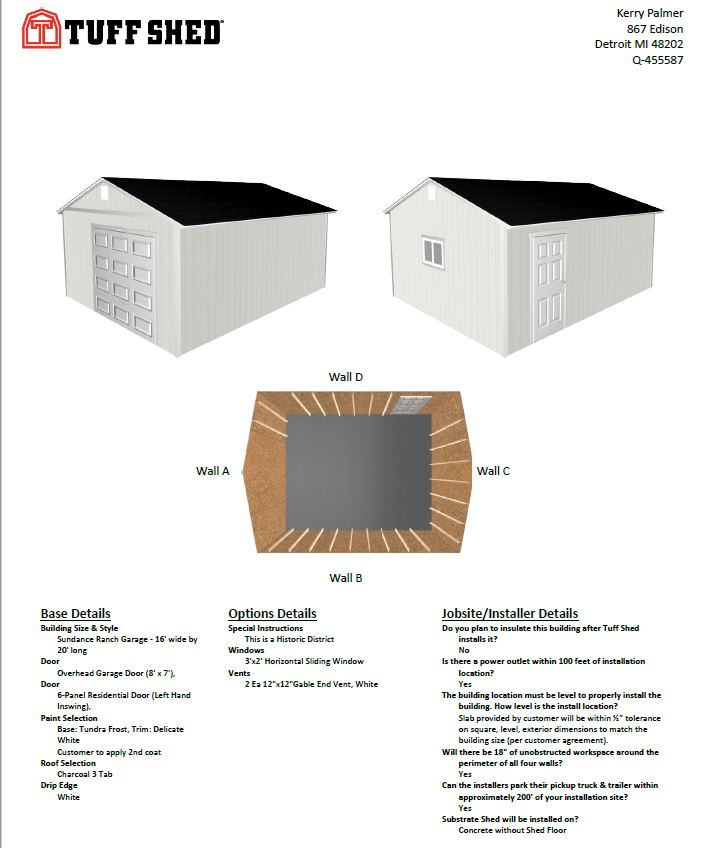 TUFF SHED
Kerry Palmer
867 Edison
Detroit MI 48202
Q-455587
Wall D
Wall A
Wall C
Wall B
Base Details
Building Size & Style
Sundance Ranch Garage - 16' wide by
20' long
Door
Overhead Garage Door (8' x 7'),
Door
6-Panel Residential Door (Left Hand
Inswing),
Paint Selection
Base: Tundra Frost, Trim: Delicate
White
Customer to apply 2nd coat
Roof Selection
Charcoal 3 Tab
Drip Edge
White
Options Details
Special Instructions
This is a Historic District
Windows
3'x2' Horizontal Sliding Window
Vents
2 Ea 12"x12"Gable End Vent, White
Jobsite/Installer Details
Do you plan to insulate this building after Tuff Shed
installs it?
No
Is there a power outlet within 100 feet of installation
location?
Yes
The building location must be level to properly install the
building. How level is the install location?
Slab provided by customer will be within ½" tolerance
on square, level, exterior dimensions to match the
building size (per customer agreement).
Will there be 18" of unobstructed workspace around the
perimeter of all four walls?
Yes
Can the installers park their pickup truck & trailer within
approximately 200' of your installation site?
Yes
Substrate Shed will be installed on?
Concrete without Shed Floor